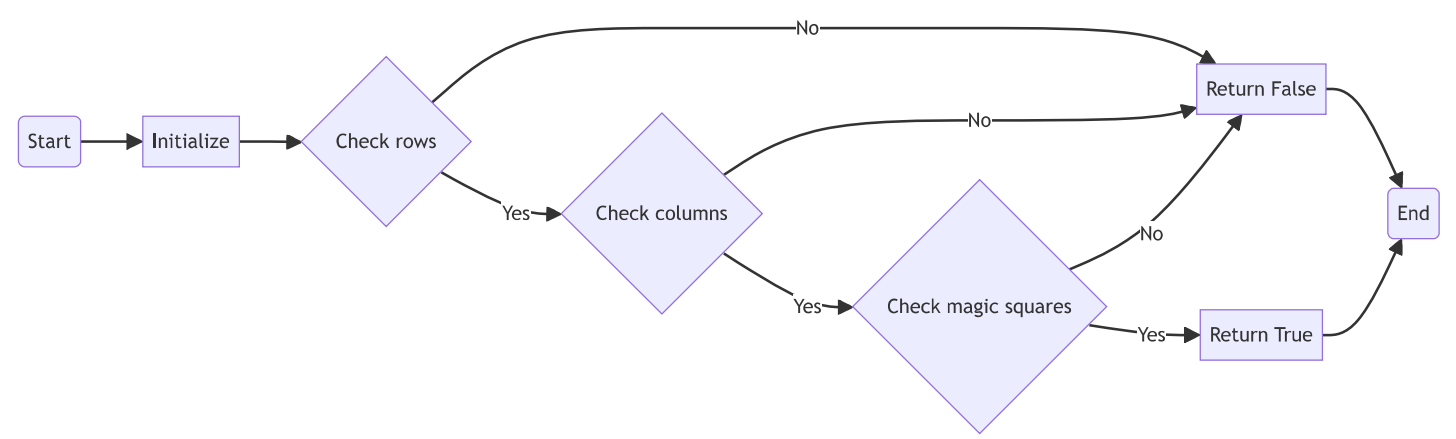 Start
Initialize
Check rows
No
Yes
Check columns
No
Yes
Check magic squares
No
Yes
Return False
Return True
End